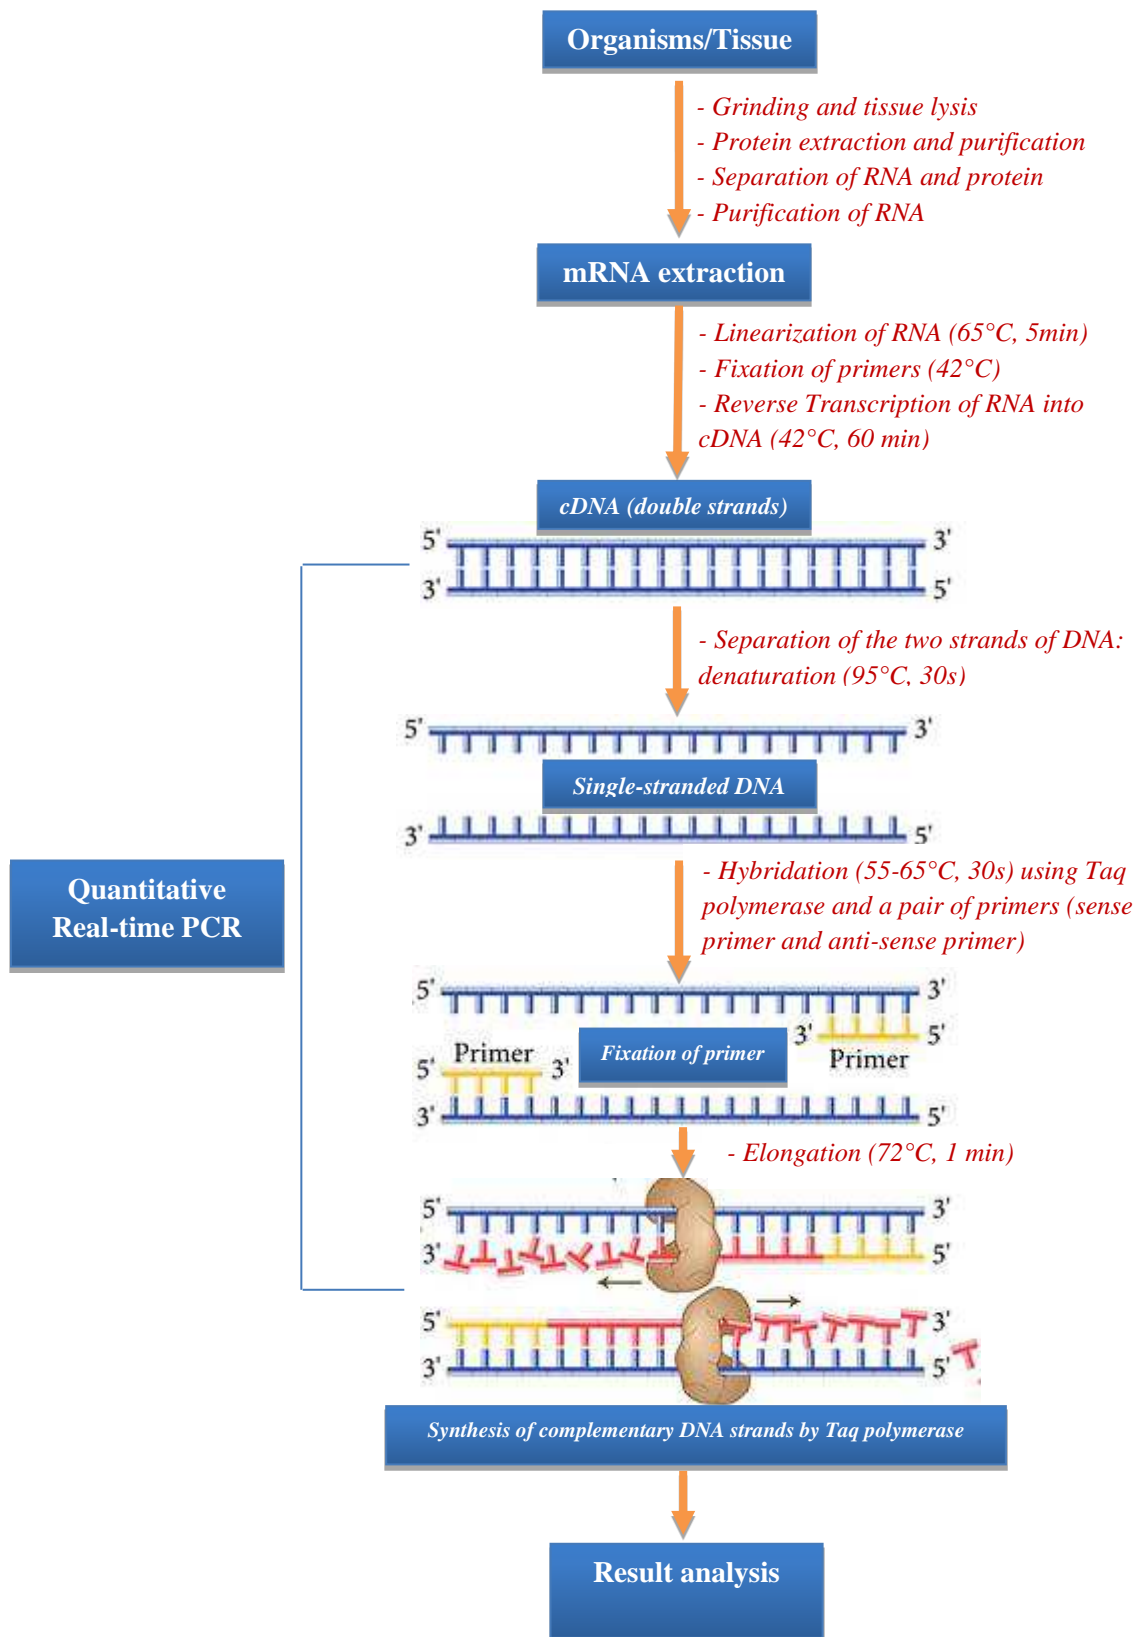 Organisms/Tissue
- Grinding and tissue lysis
- Protein extraction and purification
- Separation of RNA and protein
- Purification of RNA
mRNA extraction
- Linearization of RNA (65°C, 5min)
- Fixation of primers (42°C)
- Reverse Transcription of RNA into
cDNA (42°C, 60 min)
cDNA (double strands)
5' 3'
3' 5'
- Separation of the two strands of DNA:
denaturation (95°C, 30s)
5' 3'
Single-stranded DNA
3' 5'
Quantitative
Real-time PCR
- Hybridation (55-65°C, 30s) using Taq
polymerase and a pair of primers (sense
primer and anti-sense primer)
5' 3'
3' 5'
Primer Fixation of primer Primer
5' 3'
3' 5'
- Elongation (72°C, 1 min)
5' 3'
3' 5'
5' 3'
3' 5'
Synthesis of complementary DNA strands by Taq polymerase
Result analysis